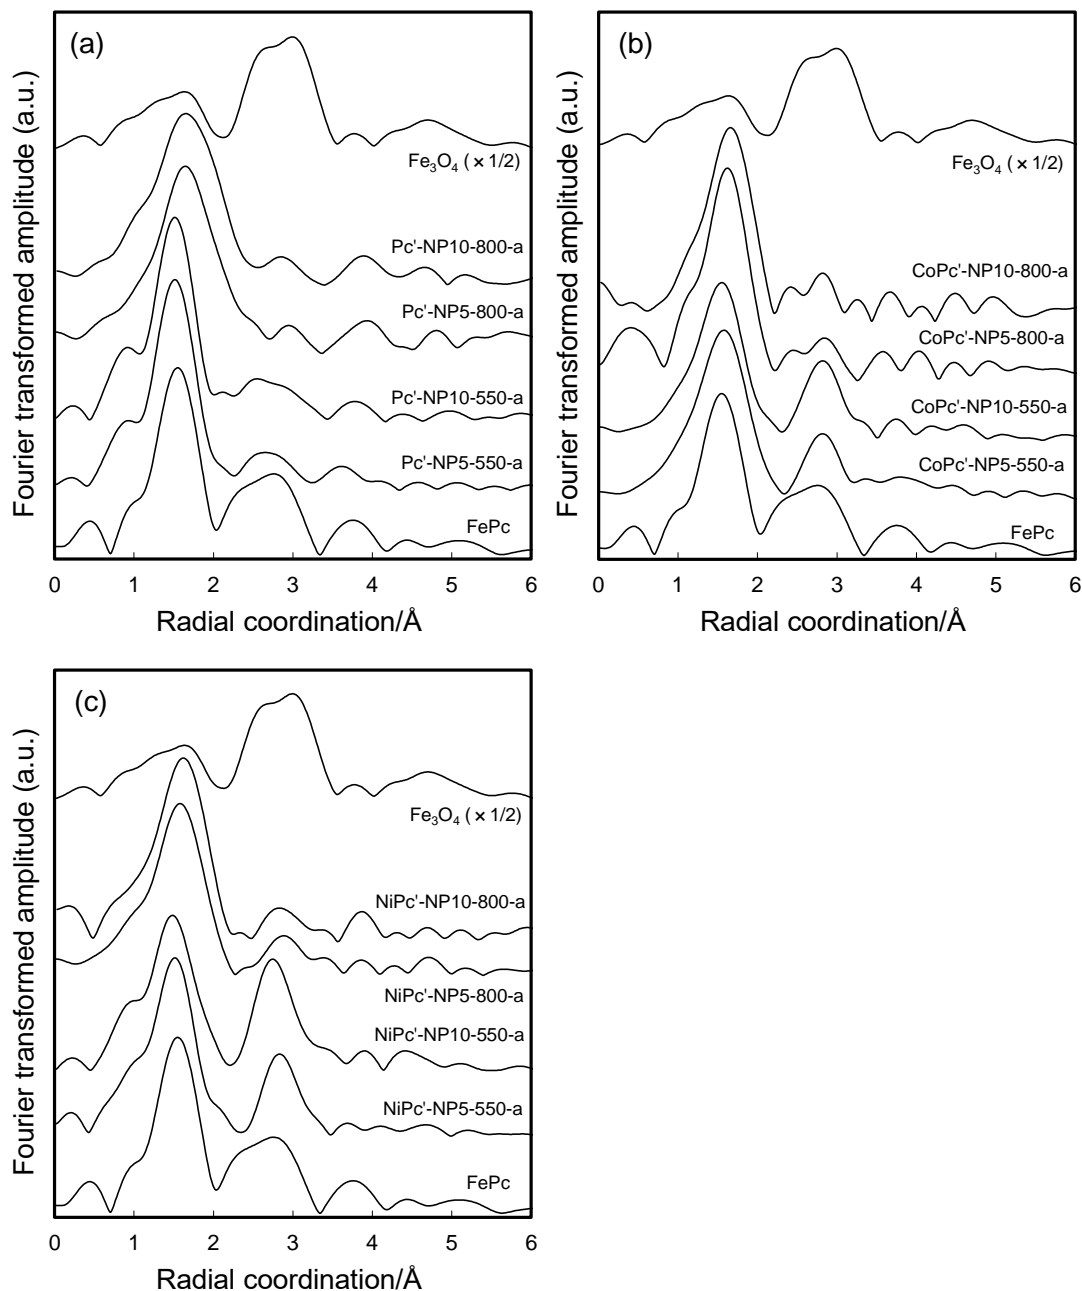 (a)
Fourier transformed amplitude (a.u.)
Fe₃O₄ (× 1/2)
Pc'-NP10-800-a
Pc'-NP5-800-a
Pc'-NP10-550-a
Pc'-NP5-550-a
FePc
0 1 2 3 4 5 6
Radial coordination/Å
(b)
Fourier transformed amplitude (a.u.)
Fe₃O₄ (× 1/2)
CoPc'-NP10-800-a
CoPc'-NP5-800-a
CoPc'-NP10-550-a
CoPc'-NP5-550-a
FePc
0 1 2 3 4 5 6
Radial coordination/Å
(c)
Fourier transformed amplitude (a.u.)
Fe₃O₄ (× 1/2)
NiPc'-NP10-800-a
NiPc'-NP5-800-a
NiPc'-NP10-550-a
NiPc'-NP5-550-a
FePc
0 1 2 3 4 5 6
Radial coordination/Å